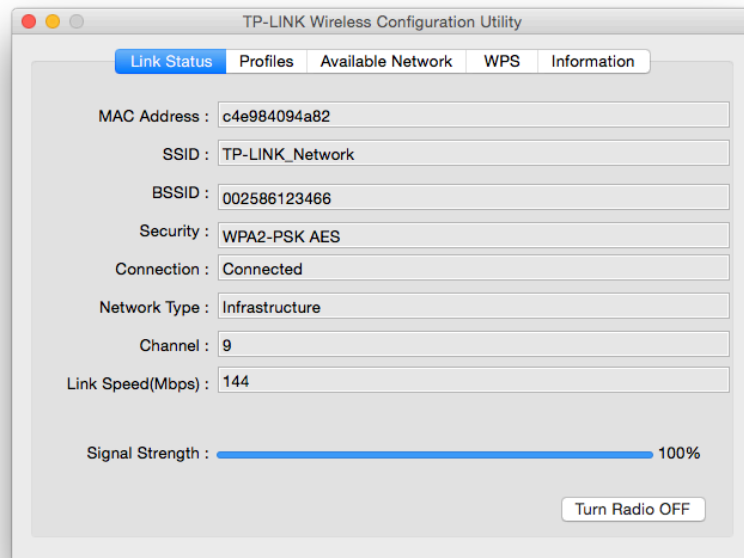 TP-LINK Wireless Configuration Utility
Link Status Profiles Available Network WPS Information
MAC Address : c4e984094a82
SSID : TP-LINK_Network
BSSID : 002586123466
Security : WPA2-PSK AES
Connection : Connected
Network Type : Infrastructure
Channel : 9
Link Speed(Mbps) : 144
Signal Strength : 100%
Turn Radio OFF